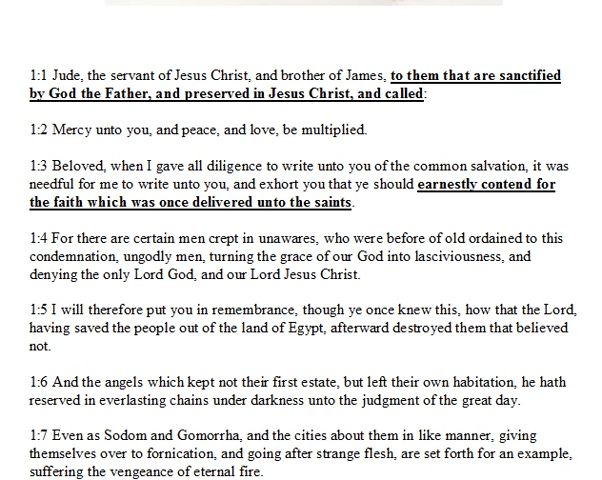 1:1 Jude, the servant of Jesus Christ, and brother of James, to them that are sanctified
by God the Father, and preserved in Jesus Christ, and called:
1:2 Mercy unto you, and peace, and love, be multiplied.
1:3 Beloved, when I gave all diligence to write unto you of the common salvation, it was
needful for me to write unto you, and exhort you that ye should earnestly contend for
the faith which was once delivered unto the saints.
1:4 For there are certain men crept in unawares, who were before of old ordained to this
condemnation, ungodly men, turning the grace of our God into lasciviousness, and
denying the only Lord God, and our Lord Jesus Christ.
1:5 I will therefore put you in remembrance, though ye once knew this, how that the Lord,
having saved the people out of the land of Egypt, afterward destroyed them that believed
not.
1:6 And the angels which kept not their first estate, but left their own habitation, he hath
reserved in everlasting chains under darkness unto the judgment of the great day.
1:7 Even as Sodom and Gomorrha, and the cities about them in like manner, giving
themselves over to fornication, and going after strange flesh, are set forth for an example,
suffering the vengeance of eternal fire.